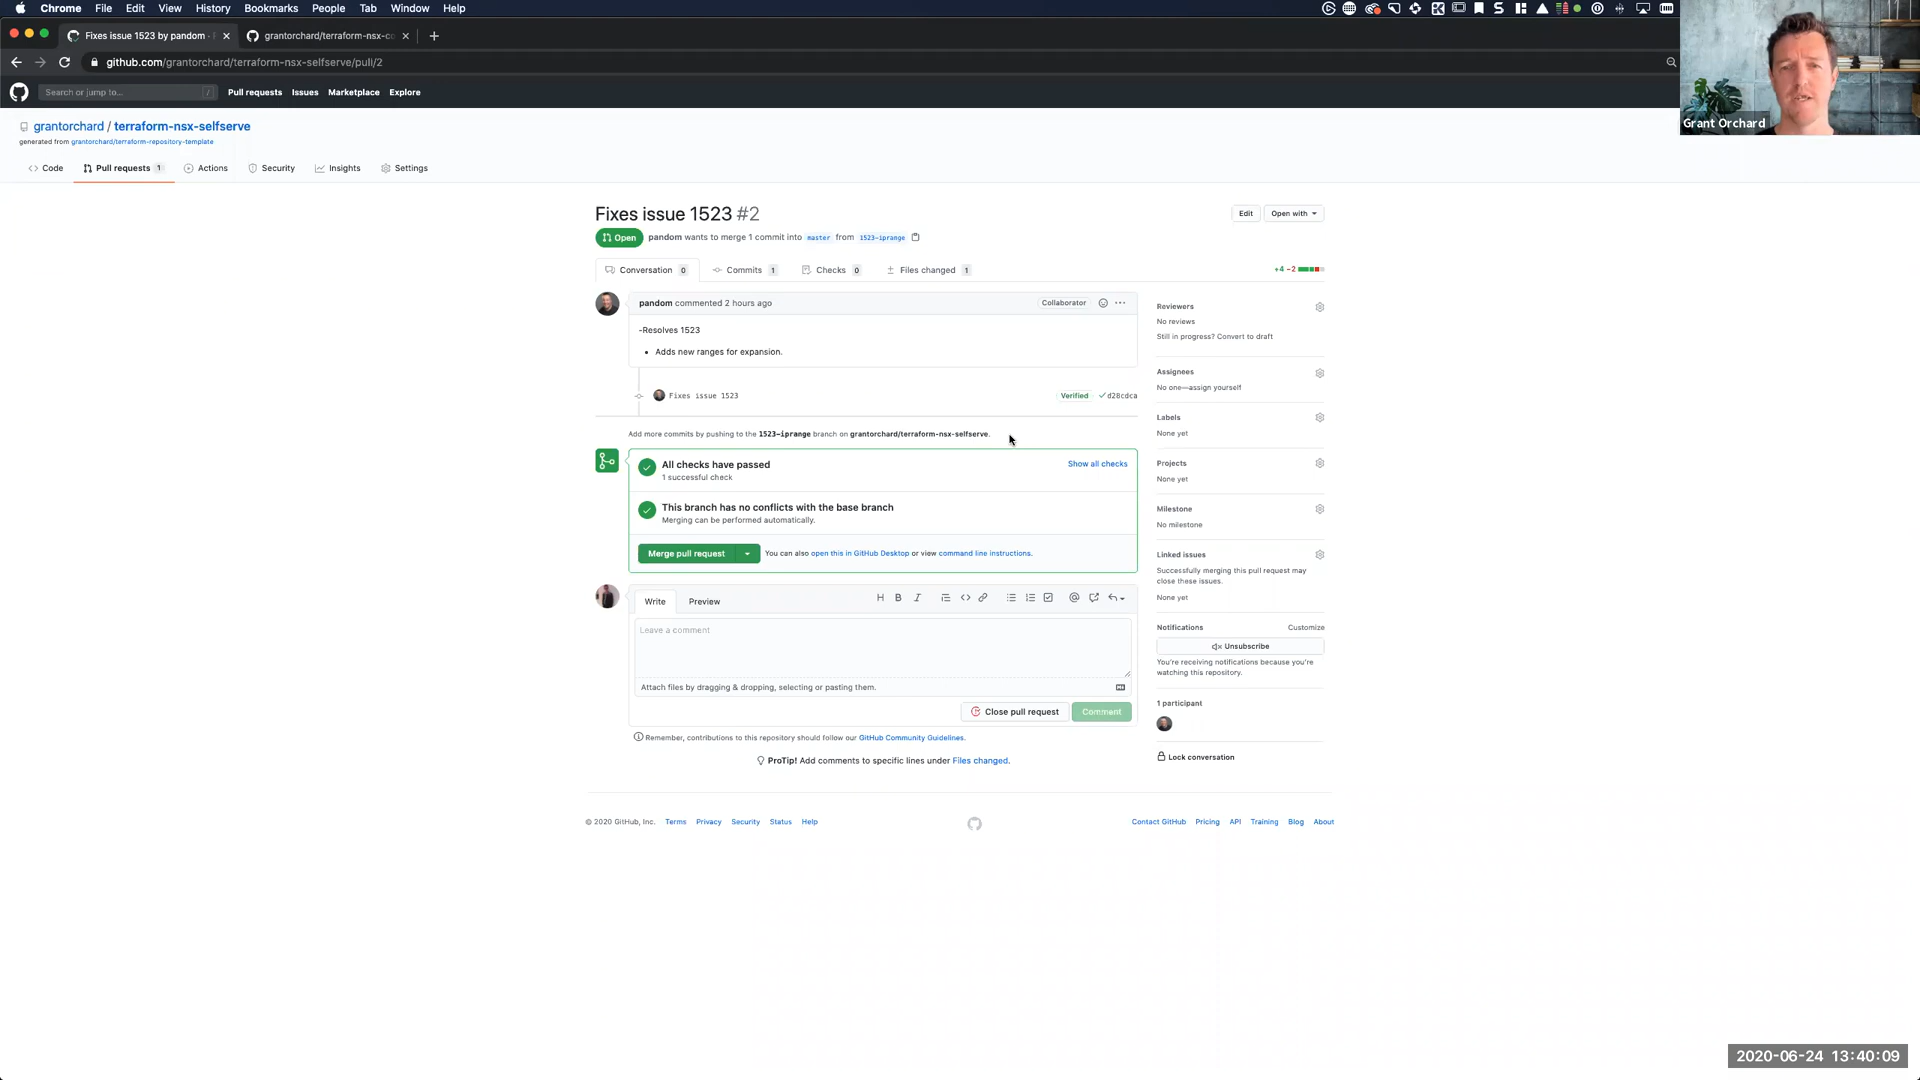 Chrome File Edit View History Bookmarks People Tab Window Help
Fixes issue 1523 by pandom ·
grantorchard/terraform-nsx-co
github.com/grantorchard/terraform-nsx-selfserve/pull/2
Search or jump to... /
Pull requests Issues Marketplace Explore
Grant Orchard
grantorchard / terraform-nsx-selfserve
generated from grantorchard/terraform-repository-template
Code Pull requests 1 Actions Security Insights Settings
Fixes issue 1523 #2
Edit Open with
Open pandom wants to merge 1 commit into master from 1523-iprange
Conversation 0 Commits 1 Checks 0 Files changed 1
+4 −2
pandom commented 2 hours ago
Collaborator
-Resolves 1523
• Adds new ranges for expansion.
Fixes issue 1523
Verified d28cdca
Add more commits by pushing to the 1523-iprange branch on grantorchard/terraform-nsx-selfserve.
All checks have passed
1 successful check
Show all checks
This branch has no conflicts with the base branch
Merging can be performed automatically.
Merge pull request
You can also open this in GitHub Desktop or view command line instructions.
Write Preview
Leave a comment
Attach files by dragging & dropping, selecting or pasting them.
Close pull request Comment
Remember, contributions to this repository should follow our GitHub Community Guidelines.
ProTip! Add comments to specific lines under Files changed.
Reviewers
No reviews
Still in progress? Convert to draft
Assignees
No one—assign yourself
Labels
None yet
Projects
None yet
Milestone
No milestone
Linked issues
Successfully merging this pull request may
close these issues.
None yet
Notifications Customize
Unsubscribe
You're receiving notifications because you're
watching this repository.
1 participant
Lock conversation
© 2020 GitHub, Inc. Terms Privacy Security Status Help
Contact GitHub Pricing API Training Blog About
2020-06-24 13:40:09